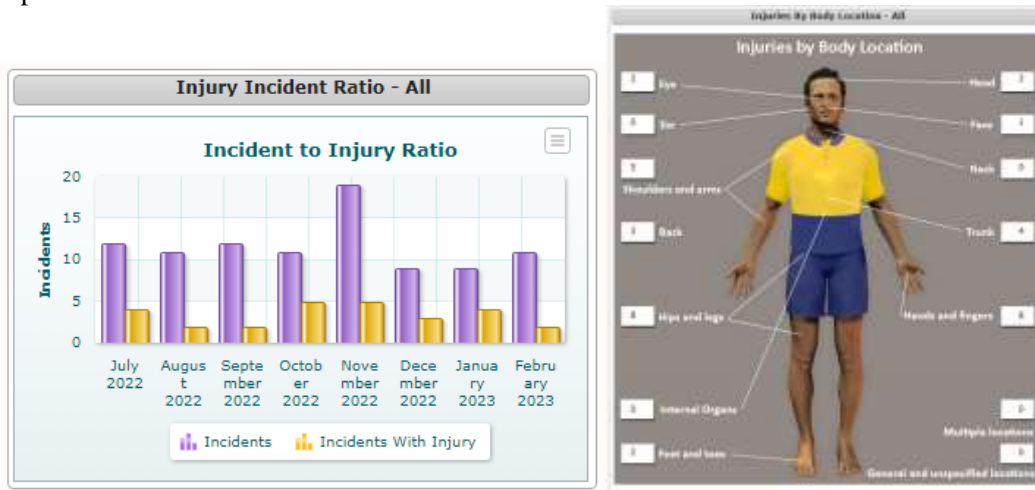 Injury Incident Ratio - All
Incident to Injury Ratio
Incidents
20
15
10
5
0
July
2022
Augus
t
2022
Septe
mber
2022
Octob
er
2022
Nove
mber
2022
Dece
mber
2022
Janua
ry
2023
Febru
ary
2023
Incidents
Incidents With Injury
Injuries By Body Location - All
Injuries by Body Location
Eye
Head
Ear
Face
Neck
Shoulders and arms
Back
Trunk
4
Hips and legs
Hands and fingers
Internal Organs
Multiple locations
Feet and toes
General and unspecified locations